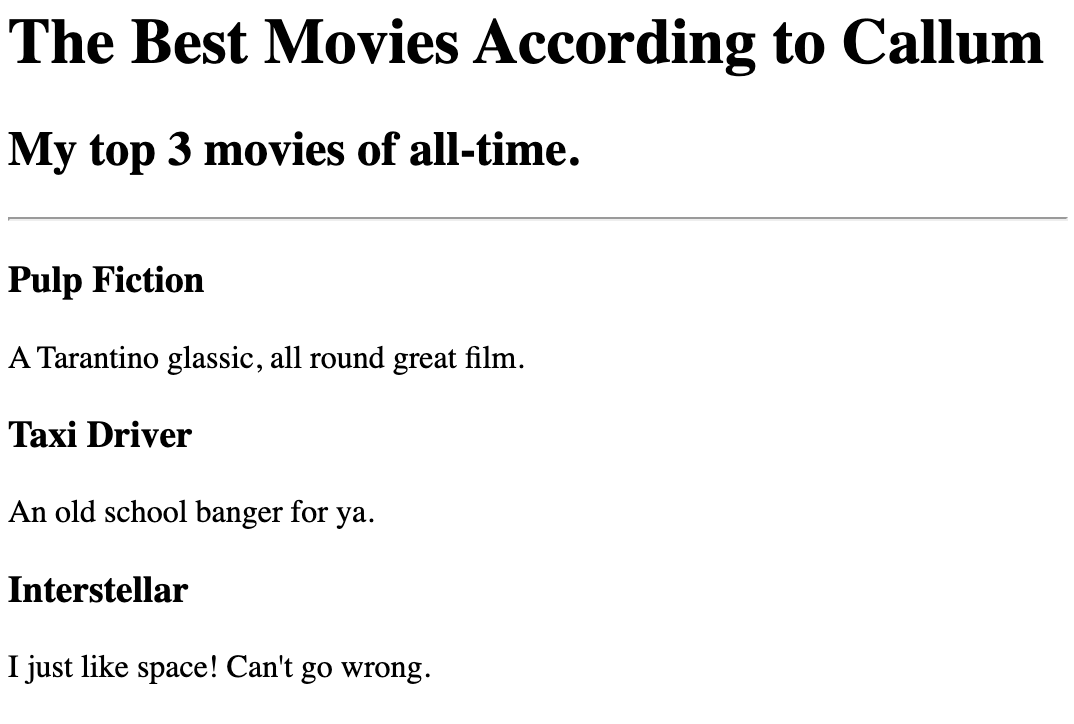 The Best Movies According to Callum
My top 3 movies of all-time.
Pulp Fiction
A Tarantino glassic, all round great film.
Taxi Driver
An old school banger for ya.
Interstellar
I just like space! Can't go wrong.